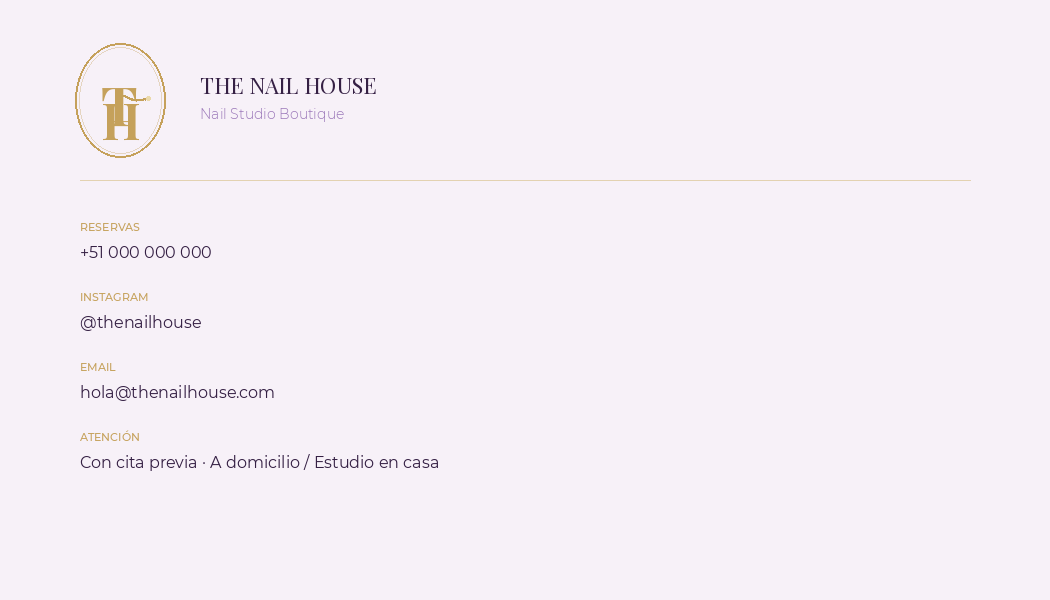 TH
THE NAIL HOUSE
Nail Studio Boutique
RESERVAS
+51 000 000 000
INSTAGRAM
@thenailhouse
EMAIL
hola@thenailhouse.com
ATENCIÓN
Con cita previa · A domicilio / Estudio en casa